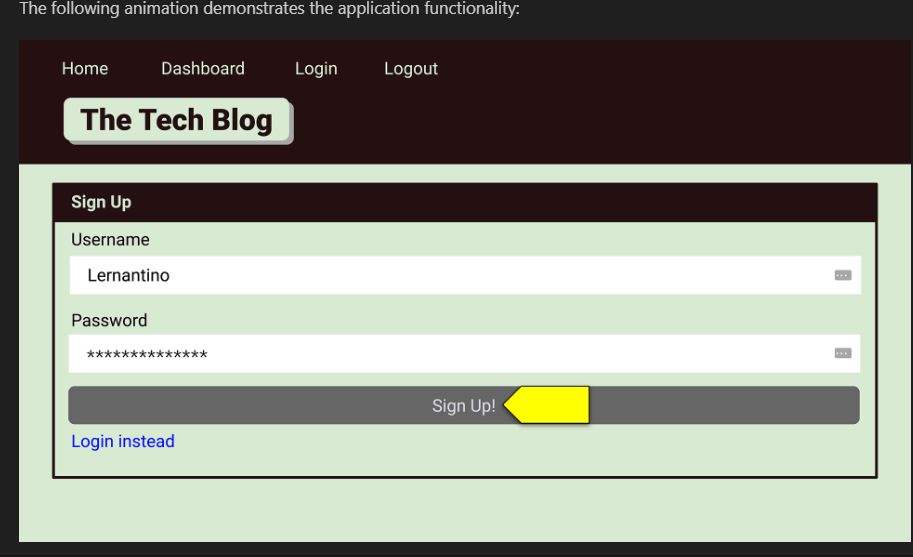 The following animation demonstrates the application functionality:
Home Dashboard Login Logout
The Tech Blog
Sign Up
Username
Lernantino
Password
**************
Sign Up!
Login instead